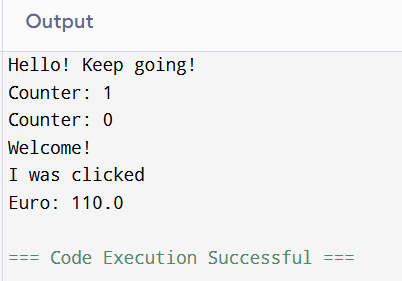 Output
Hello! Keep going!
Counter: 1
Counter: 0
Welcome!
I was clicked
Euro: 110.0
=== Code Execution Successful ===